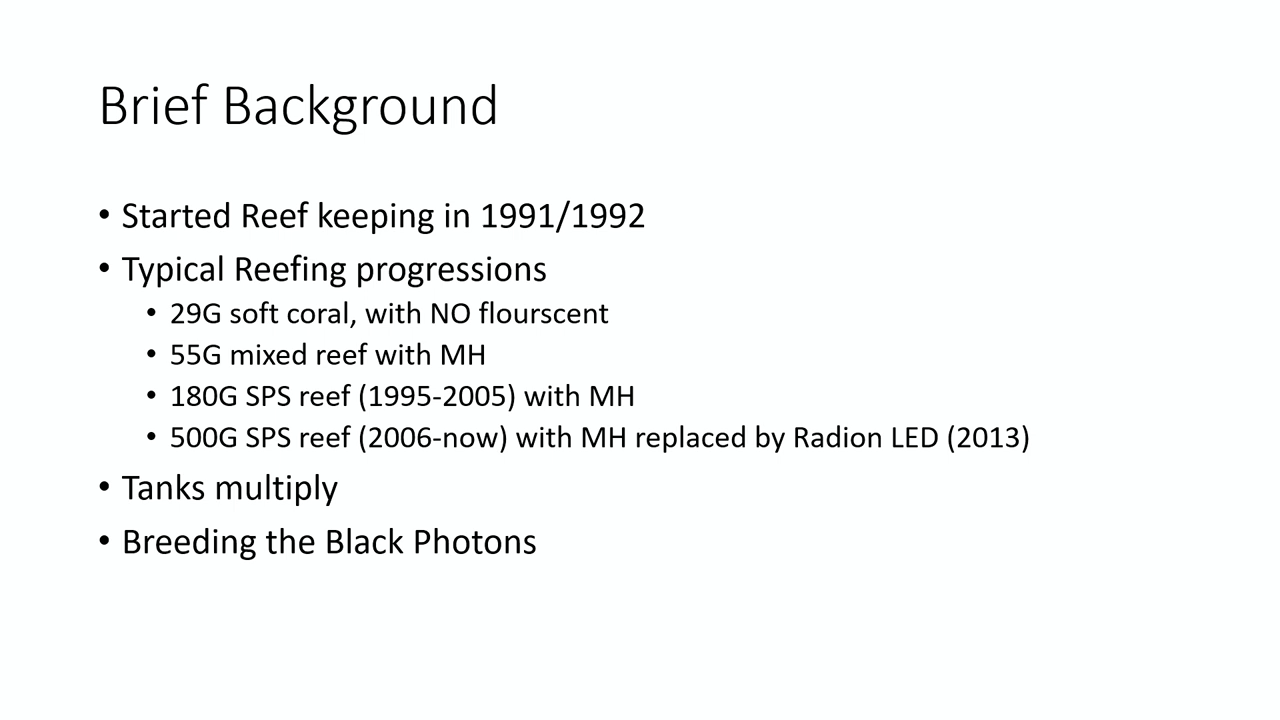 Brief Background
• Started Reef keeping in 1991/1992
• Typical Reefing progressions
• 29G soft coral, with NO flourscent
• 55G mixed reef with MH
• 180G SPS reef (1995-2005) with MH
• 500G SPS reef (2006-now) with MH replaced by Radion LED (2013)
• Tanks multiply
• Breeding the Black Photons